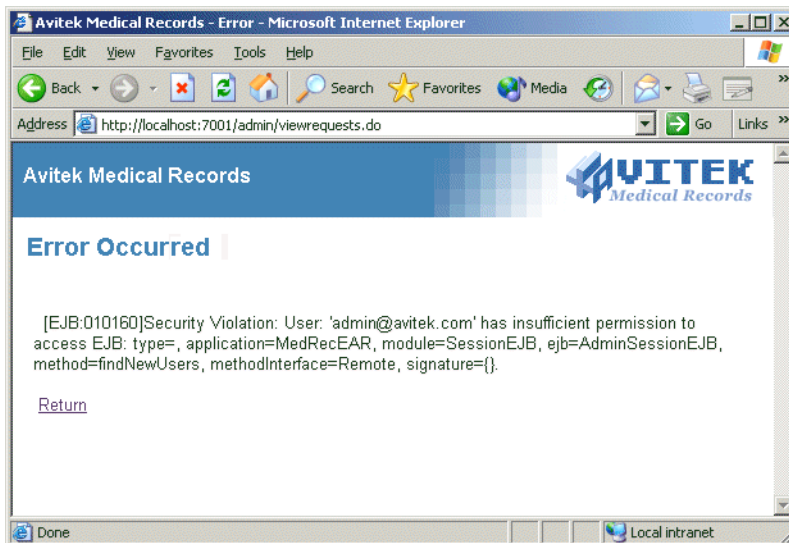 Avitek Medical Records - Error - Microsoft Internet Explorer
File Edit View Favorites Tools Help
Back Search Favorites Media »
Address http://localhost:7001/admin/viewrequests.do Go Links »
Avitek Medical Records
AVITEK
Medical Records
Error Occurred
[EJB:010160]Security Violation: User: 'admin@avitek.com' has insufficient permission to
access EJB: type=, application=MedRecEAR, module=SessionEJB, ejb=AdminSessionEJB,
method=findNewUsers, methodInterface=Remote, signature={}.
Return
Done Local intranet